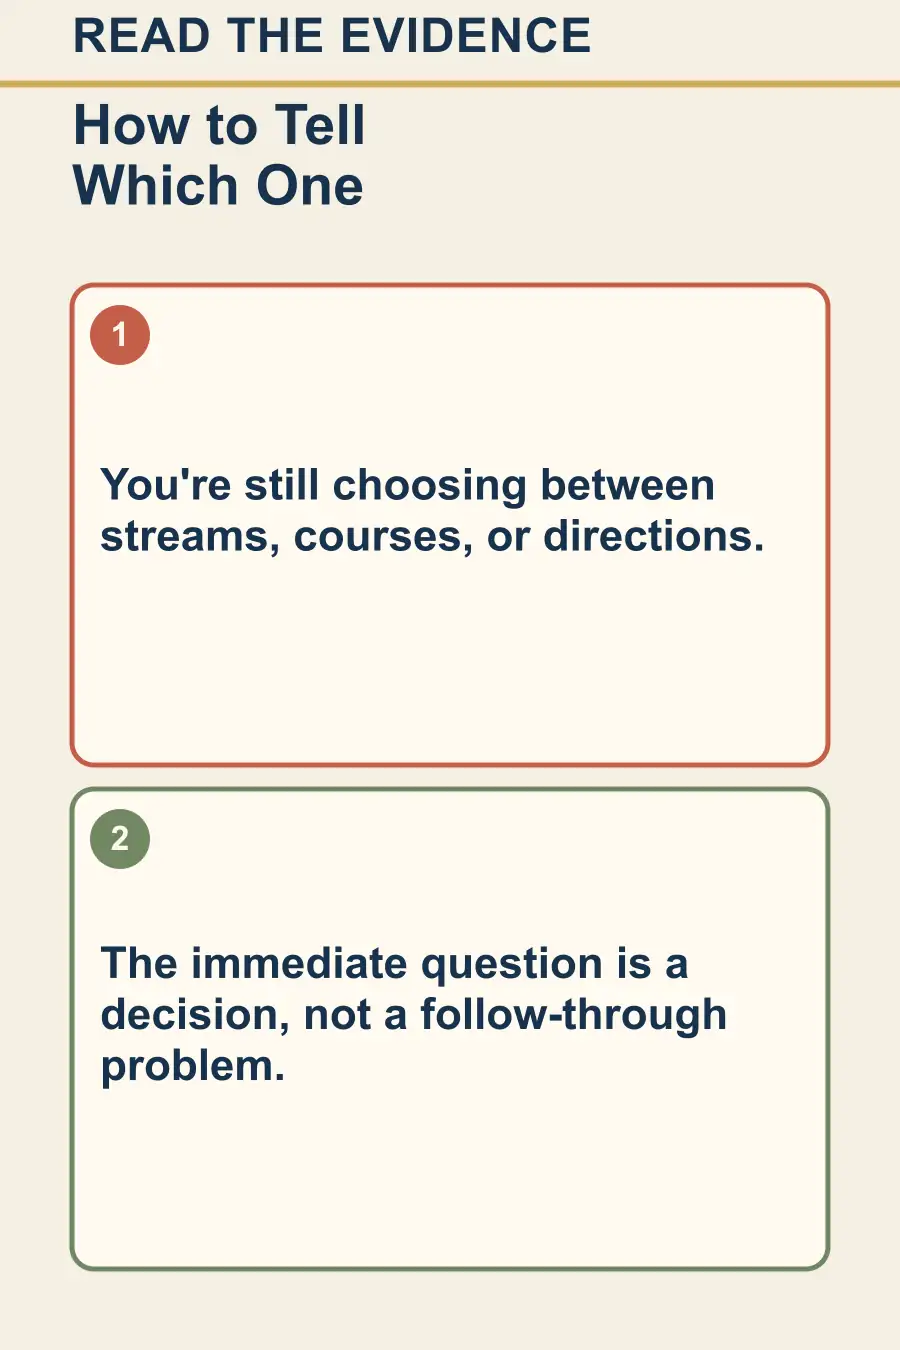 READ THE EVIDENCE
How to Tell
Which One
1
You're still choosing between
streams, courses, or directions.
2
The immediate question is a
decision, not a follow-through
problem.